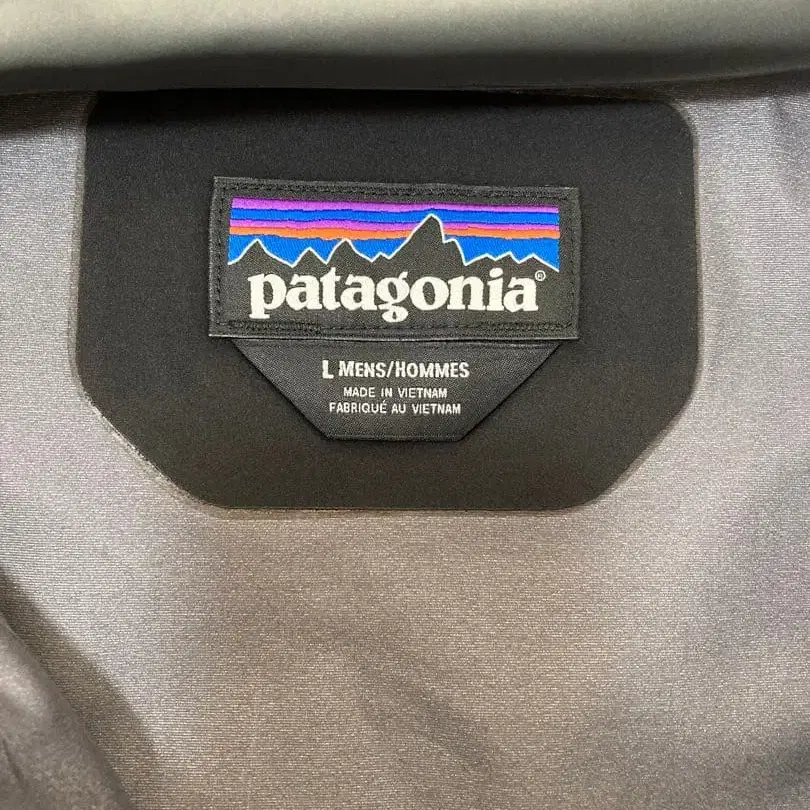 patagonia®
L MENS/HOMMES
MADE IN VIETNAM
FABRIQUÉ AU VIETNAM